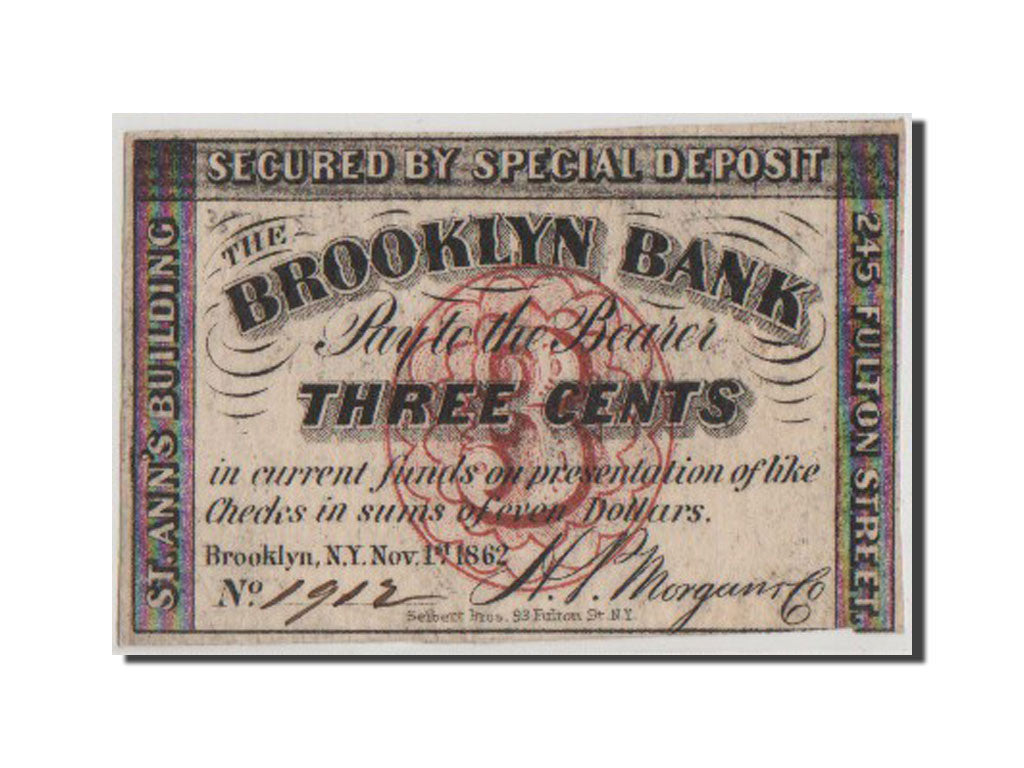 SECURED BY SPECIAL DEPOSIT
ST. ANN'S BUILDING
THE
BROOKLYN BANK
Pay to the Bearer
THREE CENTS
3
in current funds on presentation of like
Checks in sums of even Dollars.
Brooklyn, N.Y. Nov. 1st 1862
No. 1912 H. P. Morgan & Co
Seibert Bros. 93 Fulton St. N.Y.
245 FULTON STREET.